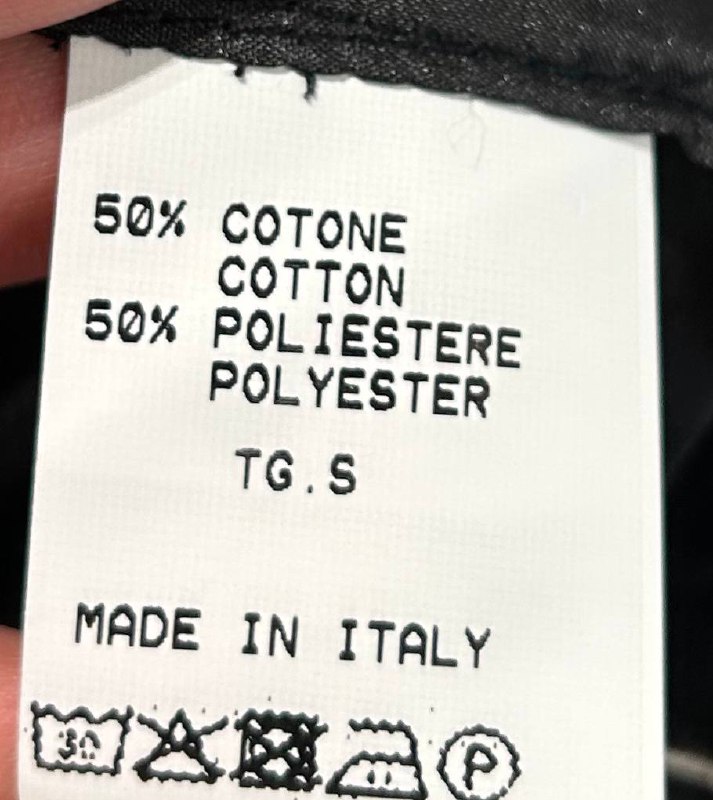 50% COTONE
COTTON
50% POLIESTERE
POLYESTER
TG.S
MADE IN ITALY
30
P